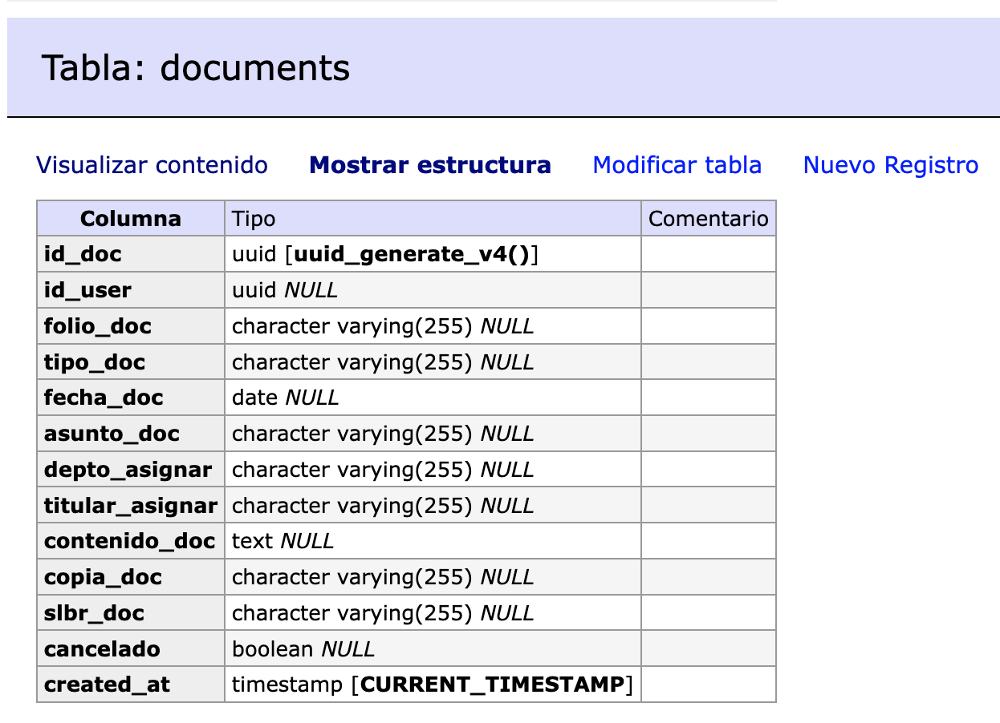 Tabla: documents
Visualizar contenido Mostrar estructura Modificar tabla Nuevo Registro
Columna Tipo Comentario
id_doc uuid [uuid_generate_v4()]
id_user uuid NULL
folio_doc character varying(255) NULL
tipo_doc character varying(255) NULL
fecha_doc date NULL
asunto_doc character varying(255) NULL
depto_asignar character varying(255) NULL
titular_asignar character varying(255) NULL
contenido_doc text NULL
copia_doc character varying(255) NULL
slbr_doc character varying(255) NULL
cancelado boolean NULL
created_at timestamp [CURRENT_TIMESTAMP]